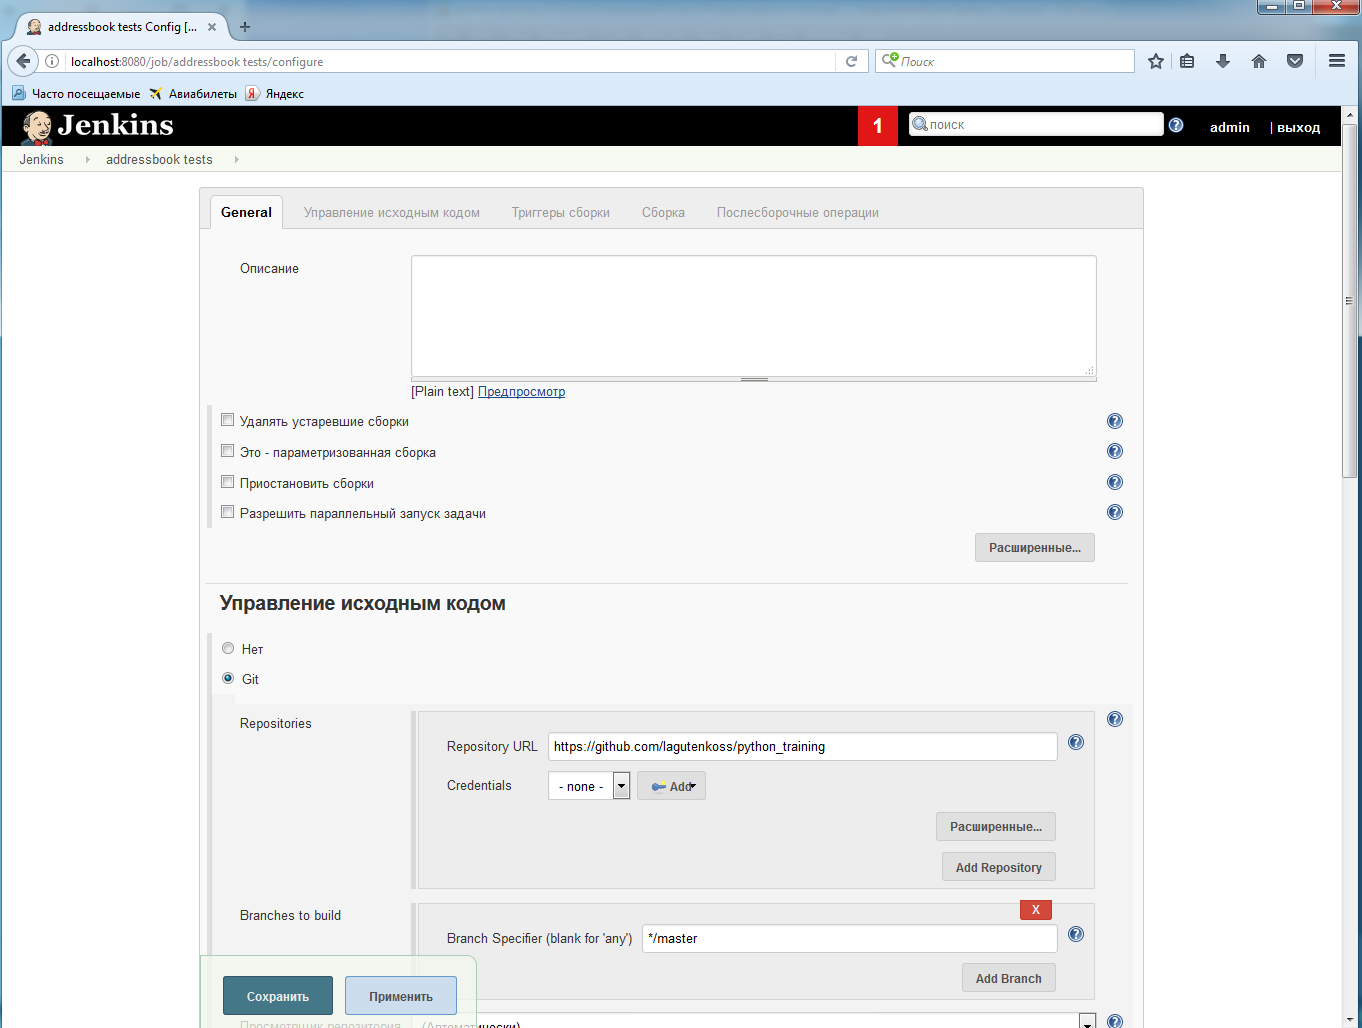 addressbook tests Config [...
localhost:8080/job/addressbook tests/configure
Поиск
Часто посещаемые Авиабилеты Яндекс
Jenkins
1
поиск
admin
| выход
Jenkins
addressbook tests
General
Управление исходным кодом
Триггеры сборки
Сборка
Послесборочные операции
Описание
[Plain text] Предпросмотр
Удалять устаревшие сборки
Это - параметризованная сборка
Приостановить сборки
Разрешить параллельный запуск задачи
Расширенные...
Управление исходным кодом
Нет
Git
Repositories
Repository URL https://github.com/lagutenkoss/python_training
Credentials - none - Add
Расширенные...
Add Repository
Branches to build
X
Branch Specifier (blank for 'any') */master
Add Branch
Сохранить Применить
Просмотрщик репозитория (Автоматически)